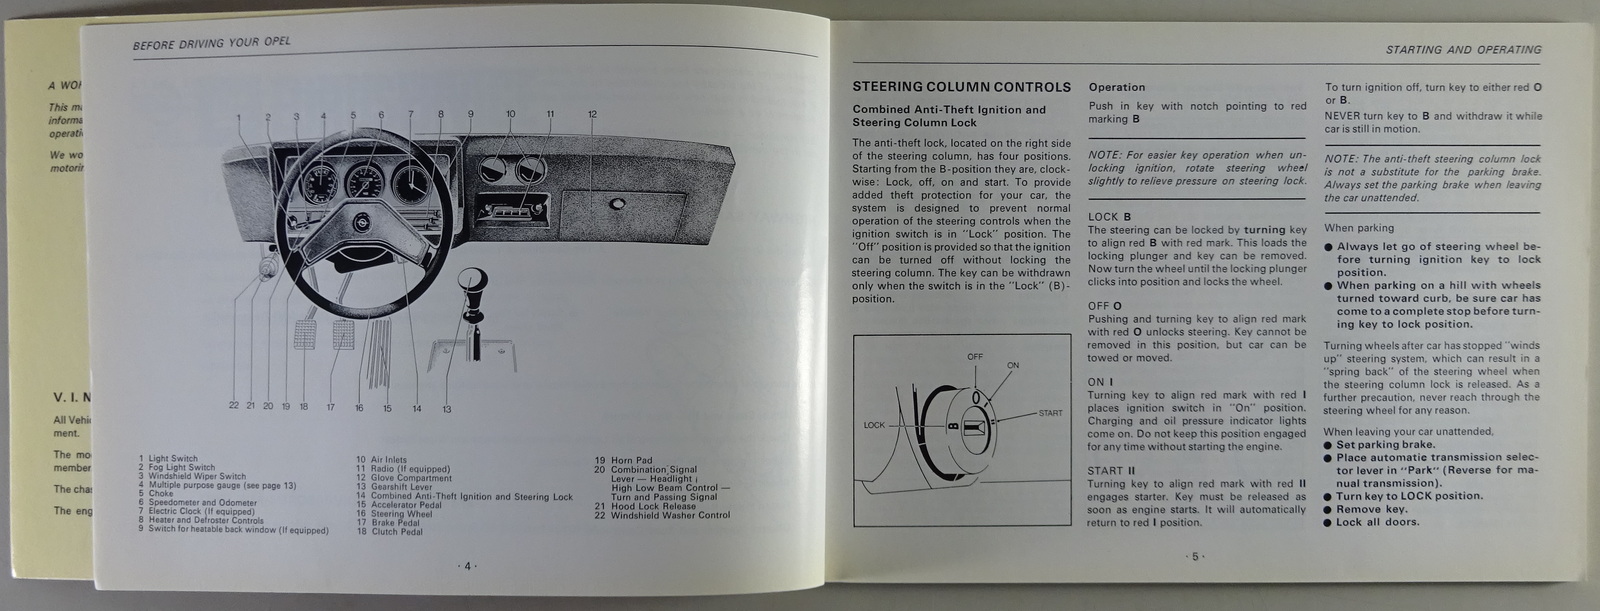 A WO
This m
informa
operati
We wo
motorin
V. I. N
All Vehi
ment.
The mo
member
The cha
The eng
BEFORE DRIVING YOUR OPEL
1 2 3 4 5 6 7 8 9 10 11 12
22 21 20 19 18 17 16 15 14 13
1 Light Switch
2 Fog Light Switch
3 Windshield Wiper Switch
4 Multiple purpose gauge (see page 13)
5 Choke
6 Speedometer and Odometer
7 Electric Clock (If equipped)
8 Heater and Defroster Controls
9 Switch for heatable back window (If equipped)
10 Air Inlets
11 Radio (If equipped)
12 Glove Compartment
13 Gearshift Lever
14 Combined Anti-Theft Ignition and Steering Lock
15 Accelerator Pedal
16 Steering Wheel
17 Brake Pedal
18 Clutch Pedal
19 Horn Pad
20 Combination Signal
Lever — Headlight
High Low Beam Control —
Turn and Passing Signal
21 Hood Lock Release
22 Windshield Washer Control
· 4 ·
STARTING AND OPERATING
STEERING COLUMN CONTROLS
Combined Anti-Theft Ignition and
Steering Column Lock
The anti-theft lock, located on the right side
of the steering column, has four positions.
Starting from the B-position they are, clock-
wise: Lock, off, on and start. To provide
added theft protection for your car, the
system is designed to prevent normal
operation of the steering controls when the
ignition switch is in "Lock" position. The
"Off" position is provided so that the ignition
can be turned off without locking the
steering column. The key can be withdrawn
only when the switch is in the "Lock" (B)-
position.
OFF
ON
START
LOCK
O
B
Operation
Push in key with notch pointing to red
marking B
NOTE: For easier key operation when un-
locking ignition, rotate steering wheel
slightly to relieve pressure on steering lock.
LOCK B
The steering can be locked by turning key
to align red B with red mark. This loads the
locking plunger and key can be removed.
Now turn the wheel until the locking plunger
clicks into position and locks the wheel.
OFF O
Pushing and turning key to align red mark
with red O unlocks steering. Key cannot be
removed in this position, but car can be
towed or moved.
ON I
Turning key to align red mark with red I
places ignition switch in "On" position.
Charging and oil pressure indicator lights
come on. Do not keep this position engaged
for any time without starting the engine.
START II
Turning key to align red mark with red II
engages starter. Key must be released as
soon as engine starts. It will automatically
return to red I position.
To turn ignition off, turn key to either red O
or B.
NEVER turn key to B and withdraw it while
car is still in motion.
NOTE: The anti-theft steering column lock
is not a substitute for the parking brake.
Always set the parking brake when leaving
the car unattended.
When parking
● Always let go of steering wheel be-
fore turning ignition key to lock
position.
● When parking on a hill with wheels
turned toward curb, be sure car has
come to a complete stop before turn-
ing key to lock position.
Turning wheels after car has stopped "winds
up" steering system, which can result in a
"spring back" of the steering wheel when
the steering column lock is released. As a
further precaution, never reach through the
steering wheel for any reason.
When leaving your car unattended,
● Set parking brake.
● Place automatic transmission selec-
tor lever in "Park" (Reverse for ma-
nual transmission).
● Turn key to LOCK position.
● Remove key.
● Lock all doors.
· 5 ·